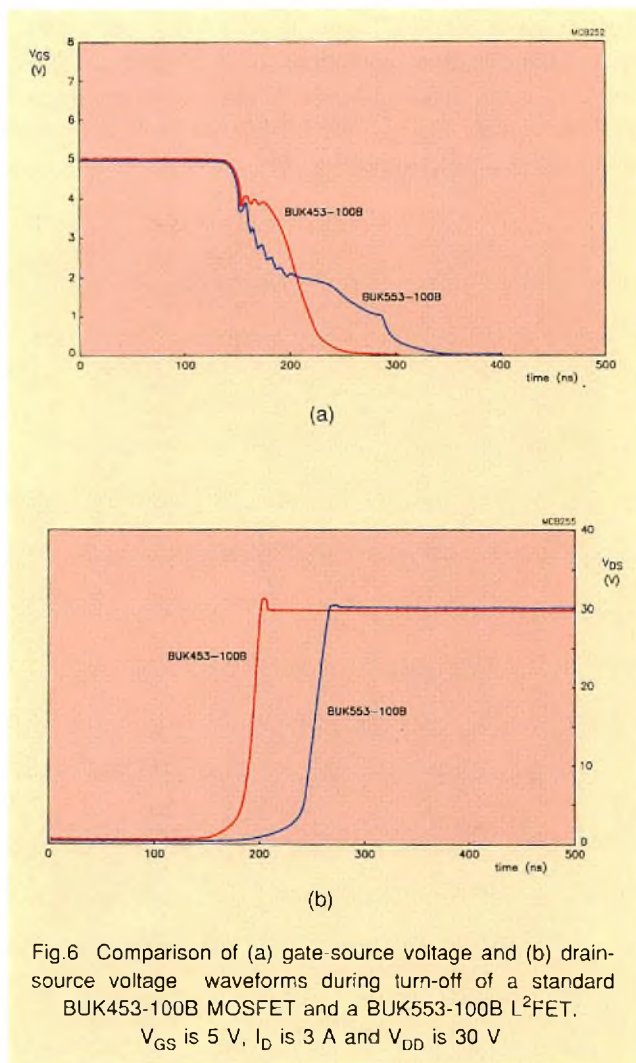 MCB252
VGS
(V)
8
7
6
5
4
3
2
1
0
BUK453-100B
BUK553-100B
0 100 200 300 400 500
time (ns)
(a)
MCB255
40
VDS
(V)
30
20
10
0
BUK453-100B
BUK553-100B
0 100 200 300 400 500
time (ns)
(b)
Fig.6 Comparison of (a) gate-source voltage and (b) drain-
source voltage waveforms during turn-off of a standard
BUK453-100B MOSFET and a BUK553-100B L²FET.
VGS is 5 V, ID is 3 A and VDD is 30 V